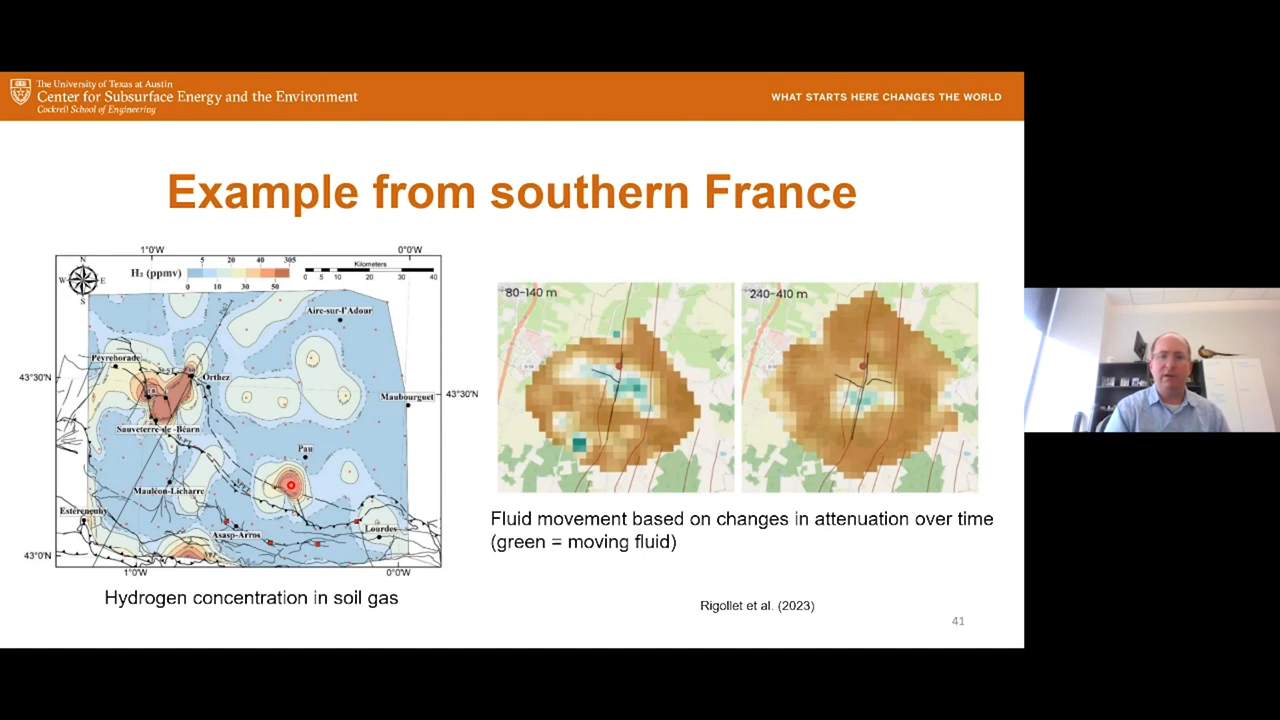 The University of Texas at Austin
Center for Subsurface Energy and the Environment
Cockrell School of Engineering
WHAT STARTS HERE CHANGES THE WORLD
Example from southern France
1°0'W 0°0'W
N
W E
S
H₂ (ppmv)
5 20 40 305
0 10 30 50
Kilometers
0 5 10 20 30 40
Aire-sur-l'Adour
Peyrehorade
Orthez
43°30'N
43°30'N
Maubourguet
Sauveterre-de-Béarn
Pau
Mauléon-Licharre
Estérençuby
Lourdes
Asasp-Arros
43°0'N
1°0'W 0°0'W
Hydrogen concentration in soil gas
80-140 m
240-410 m
Fluid movement based on changes in attenuation over time
(green = moving fluid)
Rigollet et al. (2023)
41